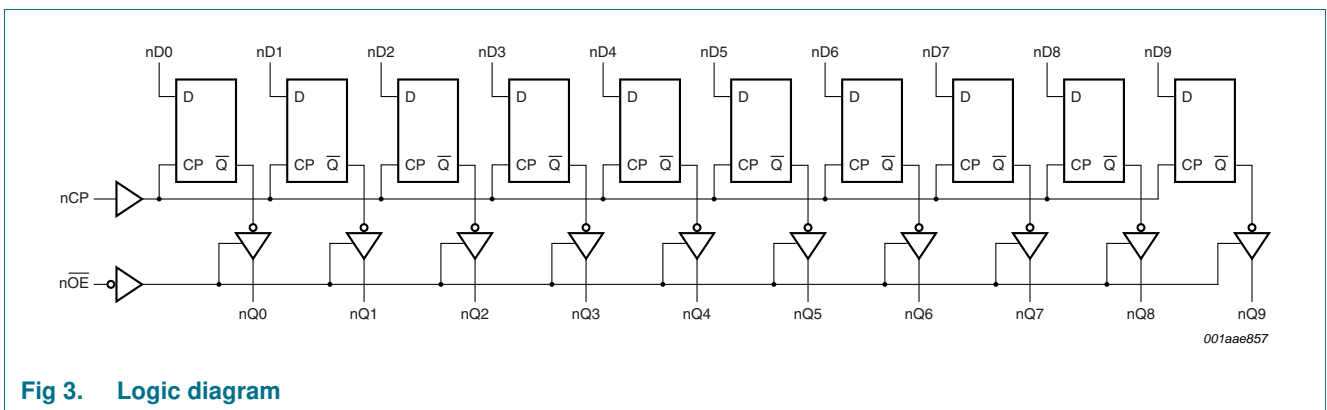 nD0 nD1 nD2 nD3 nD4 nD5 nD6 nD7 nD8 nD9
D D D D D D D D D D
CP Q̅ CP Q̅ CP Q̅ CP Q̅ CP Q̅ CP Q̅ CP Q̅ CP Q̅ CP Q̅ CP Q̅
nCP
nO̅E̅
nQ0 nQ1 nQ2 nQ3 nQ4 nQ5 nQ6 nQ7 nQ8 nQ9
001aae857
Fig 3. Logic diagram